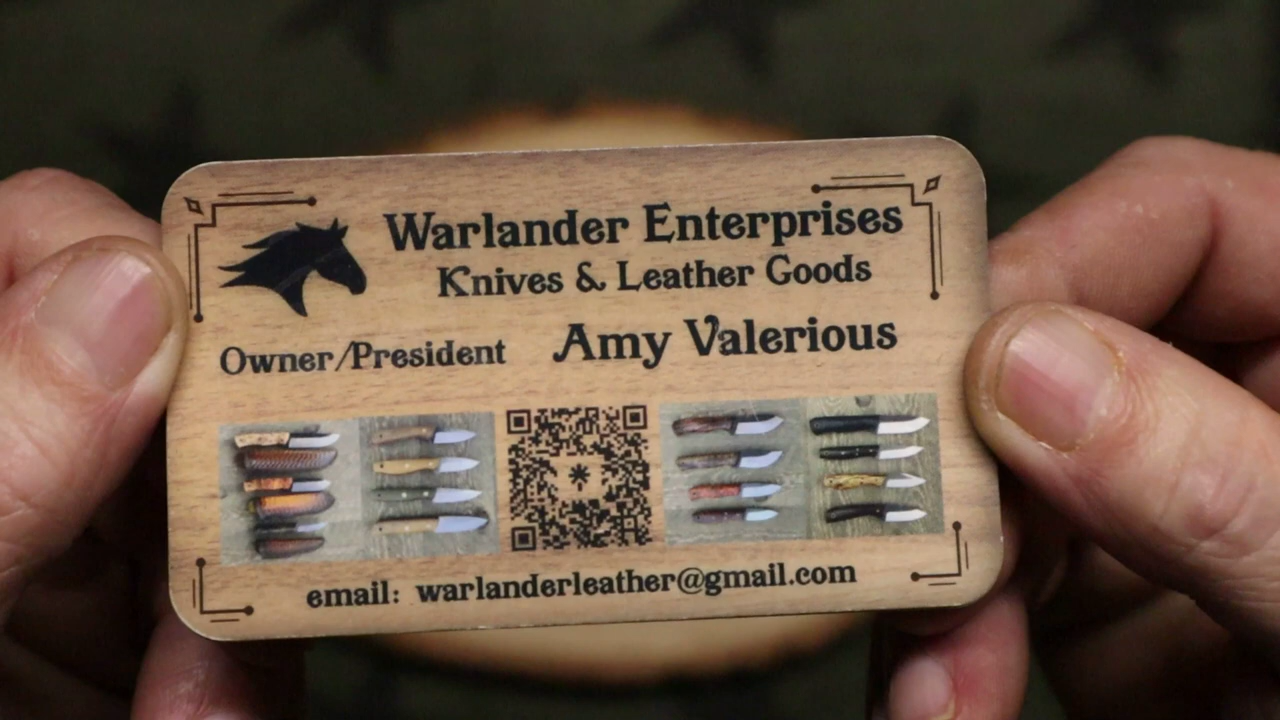 Warlander Enterprises
Knives & Leather Goods
Owner/President Amy Valerious
email: warlanderleather@gmail.com